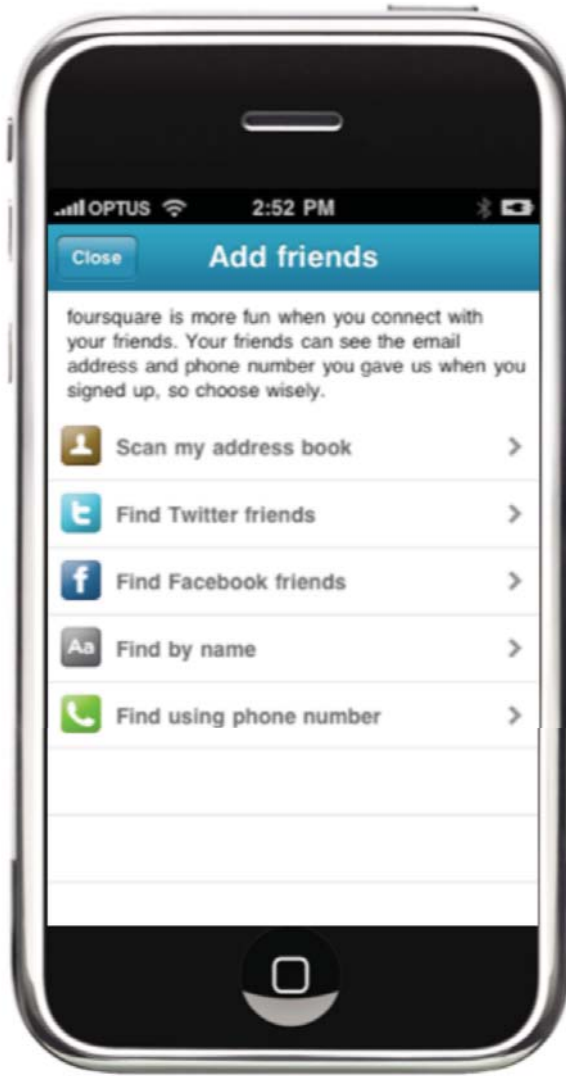 OPTUS 2:52 PM
Close Add friends
foursquare is more fun when you connect with
your friends. Your friends can see the email
address and phone number you gave us when you
signed up, so choose wisely.
Scan my address book
t Find Twitter friends
f Find Facebook friends
Aa Find by name
Find using phone number